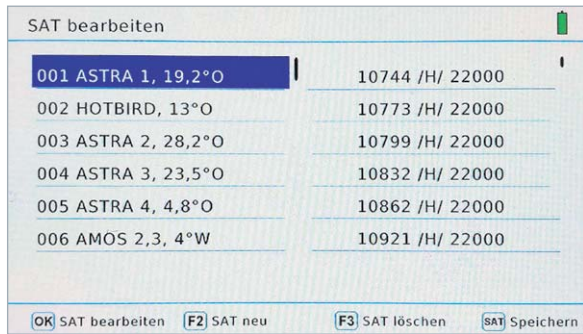 SAT bearbeiten
001 ASTRA 1, 19,2°O
10744 /H/ 22000
002 HOTBIRD, 13°O
10773 /H/ 22000
003 ASTRA 2, 28,2°O
10799 /H/ 22000
004 ASTRA 3, 23,5°O
10832 /H/ 22000
005 ASTRA 4, 4,8°O
10862 /H/ 22000
006 AMOS 2,3, 4°W
10921 /H/ 22000
OK SAT bearbeiten F2 SAT neu F3 SAT löschen SAT Speichern